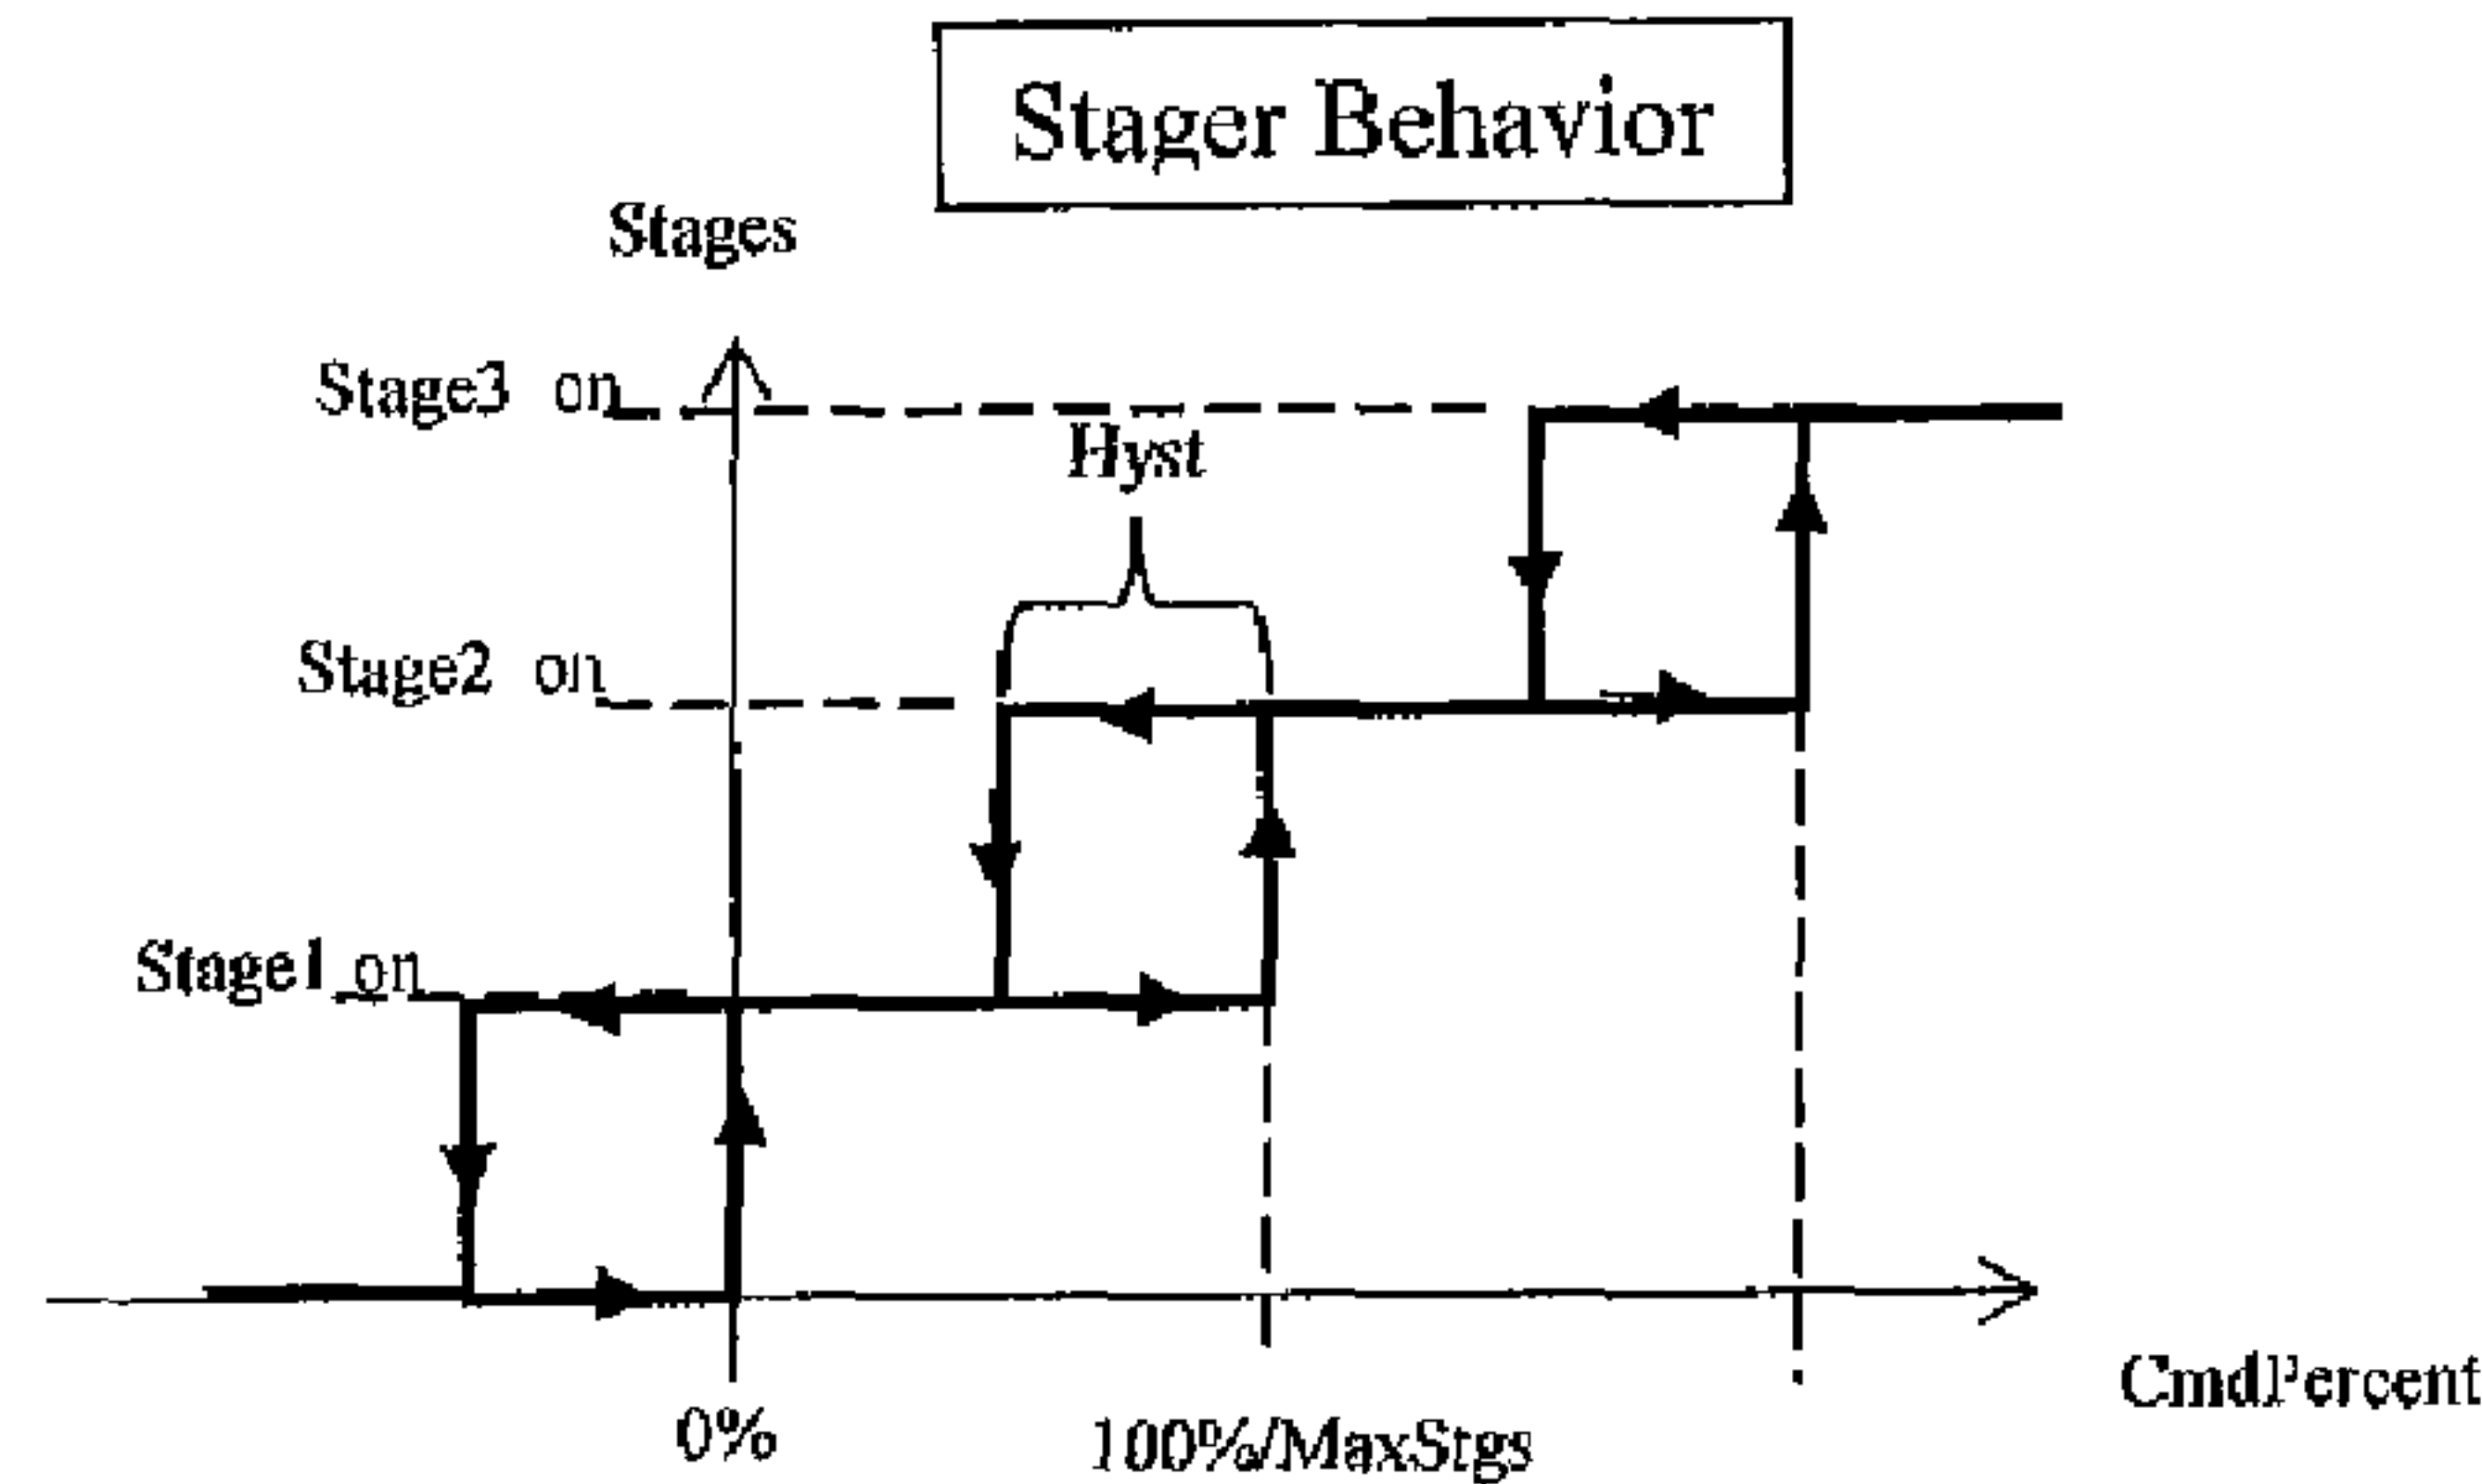 Stager Behavior
Stages
Stage3 on
Hyst
Stage2 on
Stage1 on
CmdPercent
0%
100%/MaxStgs